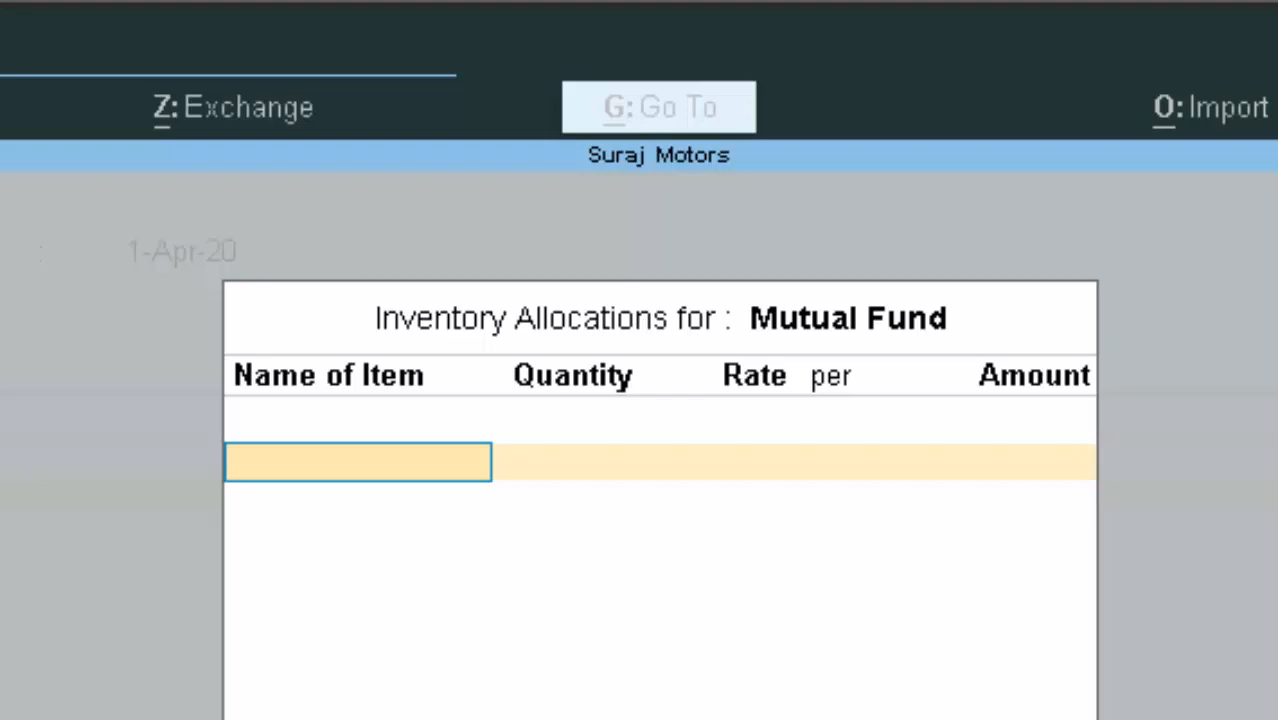 Z: Exchange G: Go To O: Import
Suraj Motors
: 1-Apr-20
Inventory Allocations for : Mutual Fund
Name of Item Quantity Rate per Amount